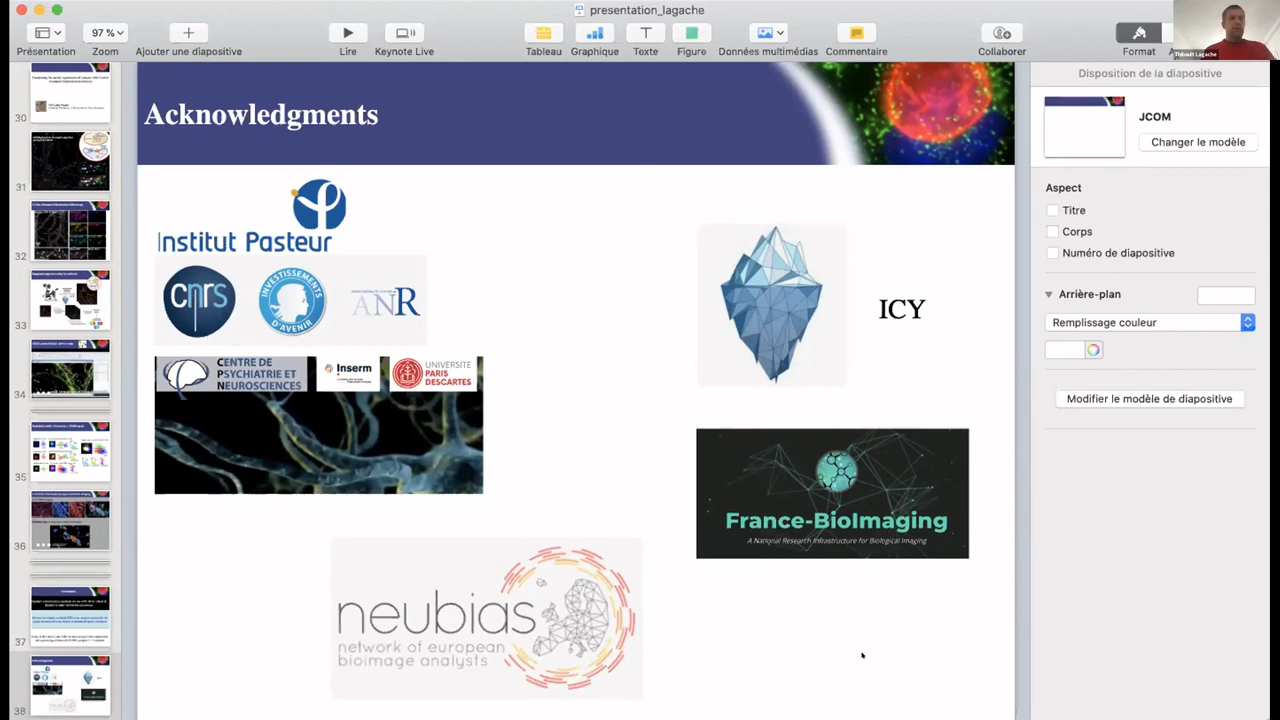 presentation_lagache
97 %
Présentation
Zoom
Ajouter une diapositive
Lire
Keynote Live
Tableau
Graphique
Texte
Figure
Données multimédias
Commentaire
Collaborer
Format
Thibault Lagache
Disposition de la diapositive
JCOM
Changer le modèle
Aspect
Titre
Corps
Numéro de diapositive
Arrière-plan
Remplissage couleur
Modifier le modèle de diapositive
30
31
32
33
34
35
36
37
38
Acknowledgments
Institut Pasteur
cnrs
INVESTISSEMENTS
D'AVENIR
ANR
CENTRE DE
PSYCHIATRIE ET
NEUROSCIENCES
Inserm
UNIVERSITÉ
PARIS
DESCARTES
ICY
France-BioImaging
A National Research Infrastructure for Biological Imaging
neubias
network of european
bioimage analysts